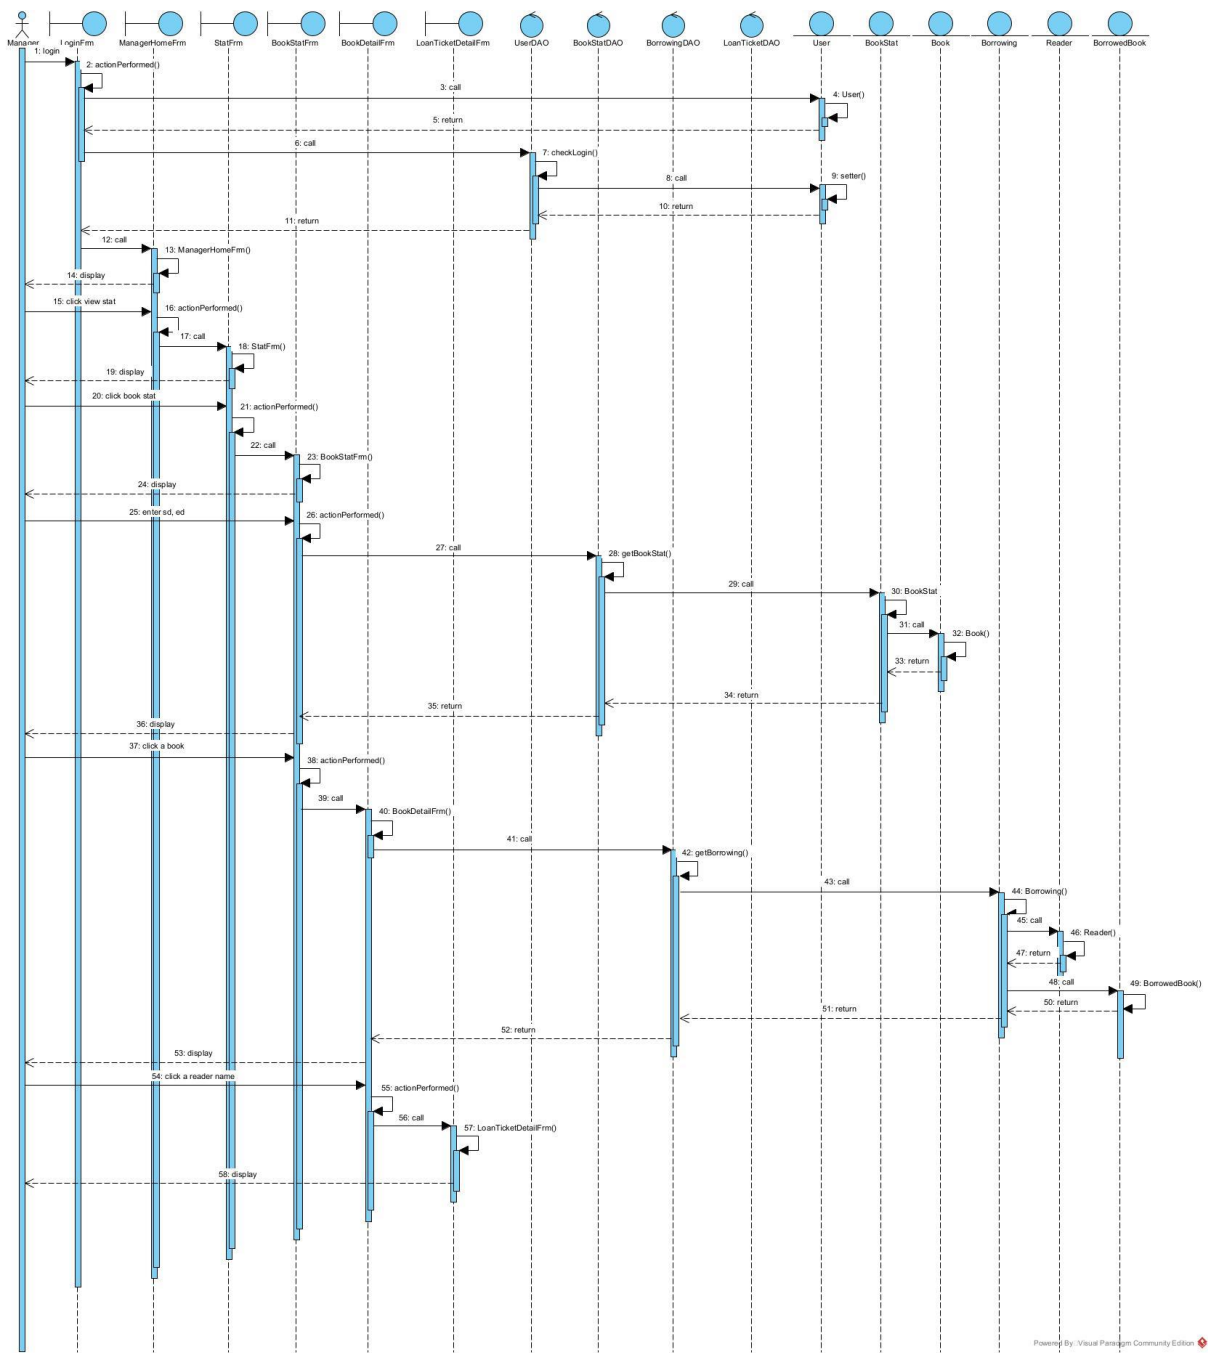 Manager
LoginFrm
ManagerHomeFrm
StatFrm
BookStatFrm
BookDetailFrm
LoanTicketDetailFrm
UserDAO
BookStatDAO
BorrowingDAO
LoanTicketDAO
User
BookStat
Book
Borrowing
Reader
BorrowedBook
1: login
2: actionPerformed()
3: call
4: User()
5: return
6: call
7: checkLogin()
8: call
9: setter()
10: return
11: return
12: call
13: ManagerHomeFrm()
14: display
15: click view stat
16: actionPerformed()
17: call
18: StatFrm()
19: display
20: click book stat
21: actionPerformed()
22: call
23: BookStatFrm()
24: display
25: enter sd, ed
26: actionPerformed()
27: call
28: getBookStat()
29: call
30: BookStat
31: call
32: Book()
33: return
34: return
35: return
36: display
37: click a book
38: actionPerformed()
39: call
40: BookDetailFrm()
41: call
42: getBorrowing()
43: call
44: Borrowing()
45: call
46: Reader()
47: return
48: call
49: BorrowedBook()
50: return
51: return
52: return
53: display
54: click a reader name
55: actionPerformed()
56: call
57: LoanTicketDetailFrm()
58: display
Powered By: Visual Paradigm Community Edition